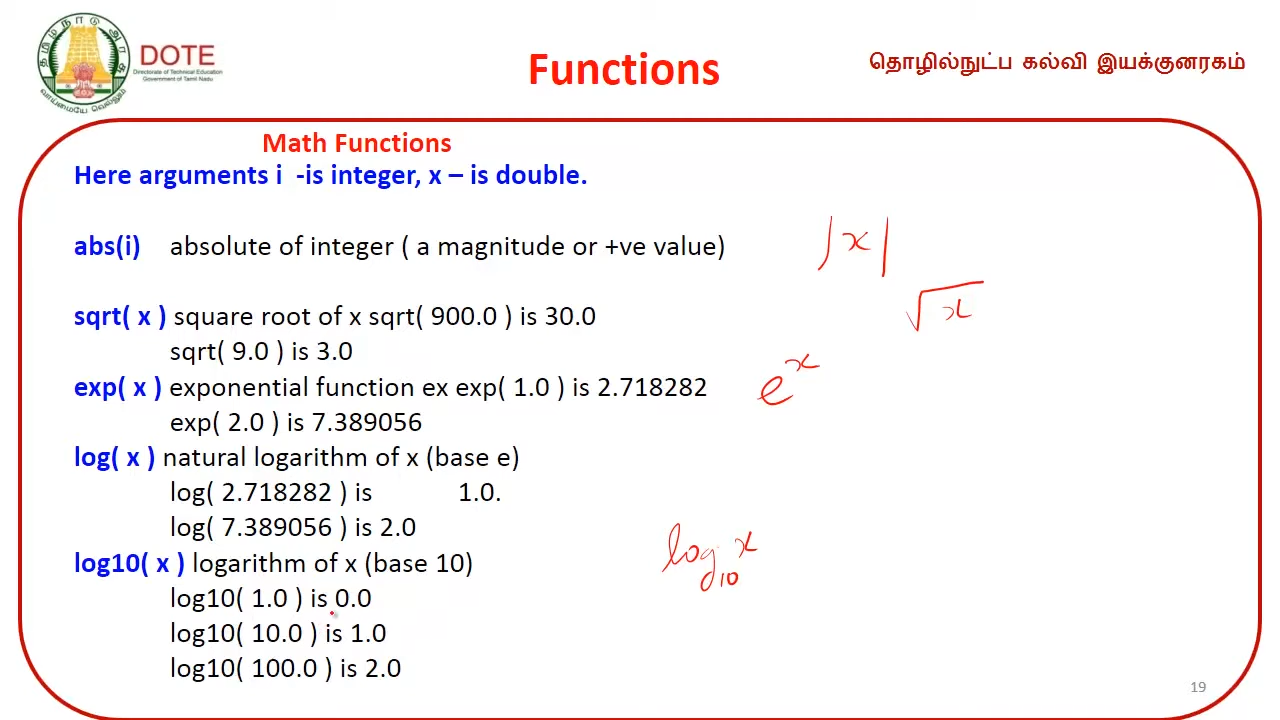 தமிழ்நாடு அரசு
வாய்மையே வெல்லும்
DOTE
Directorate of Technical Education
Government of Tamil Nadu
Functions
தொழில்நுட்ப கல்வி இயக்குனரகம்
Math Functions
Here arguments i -is integer, x – is double.
abs(i) absolute of integer ( a magnitude or +ve value)
|x|
sqrt( x ) square root of x sqrt( 900.0 ) is 30.0
√x
sqrt( 9.0 ) is 3.0
exp( x ) exponential function ex exp( 1.0 ) is 2.718282
e^x
exp( 2.0 ) is 7.389056
log( x ) natural logarithm of x (base e)
log( 2.718282 ) is 1.0.
log( 7.389056 ) is 2.0
log10( x ) logarithm of x (base 10)
log₁₀ x
log10( 1.0 ) is 0.0
log10( 10.0 ) is 1.0
log10( 100.0 ) is 2.0
19